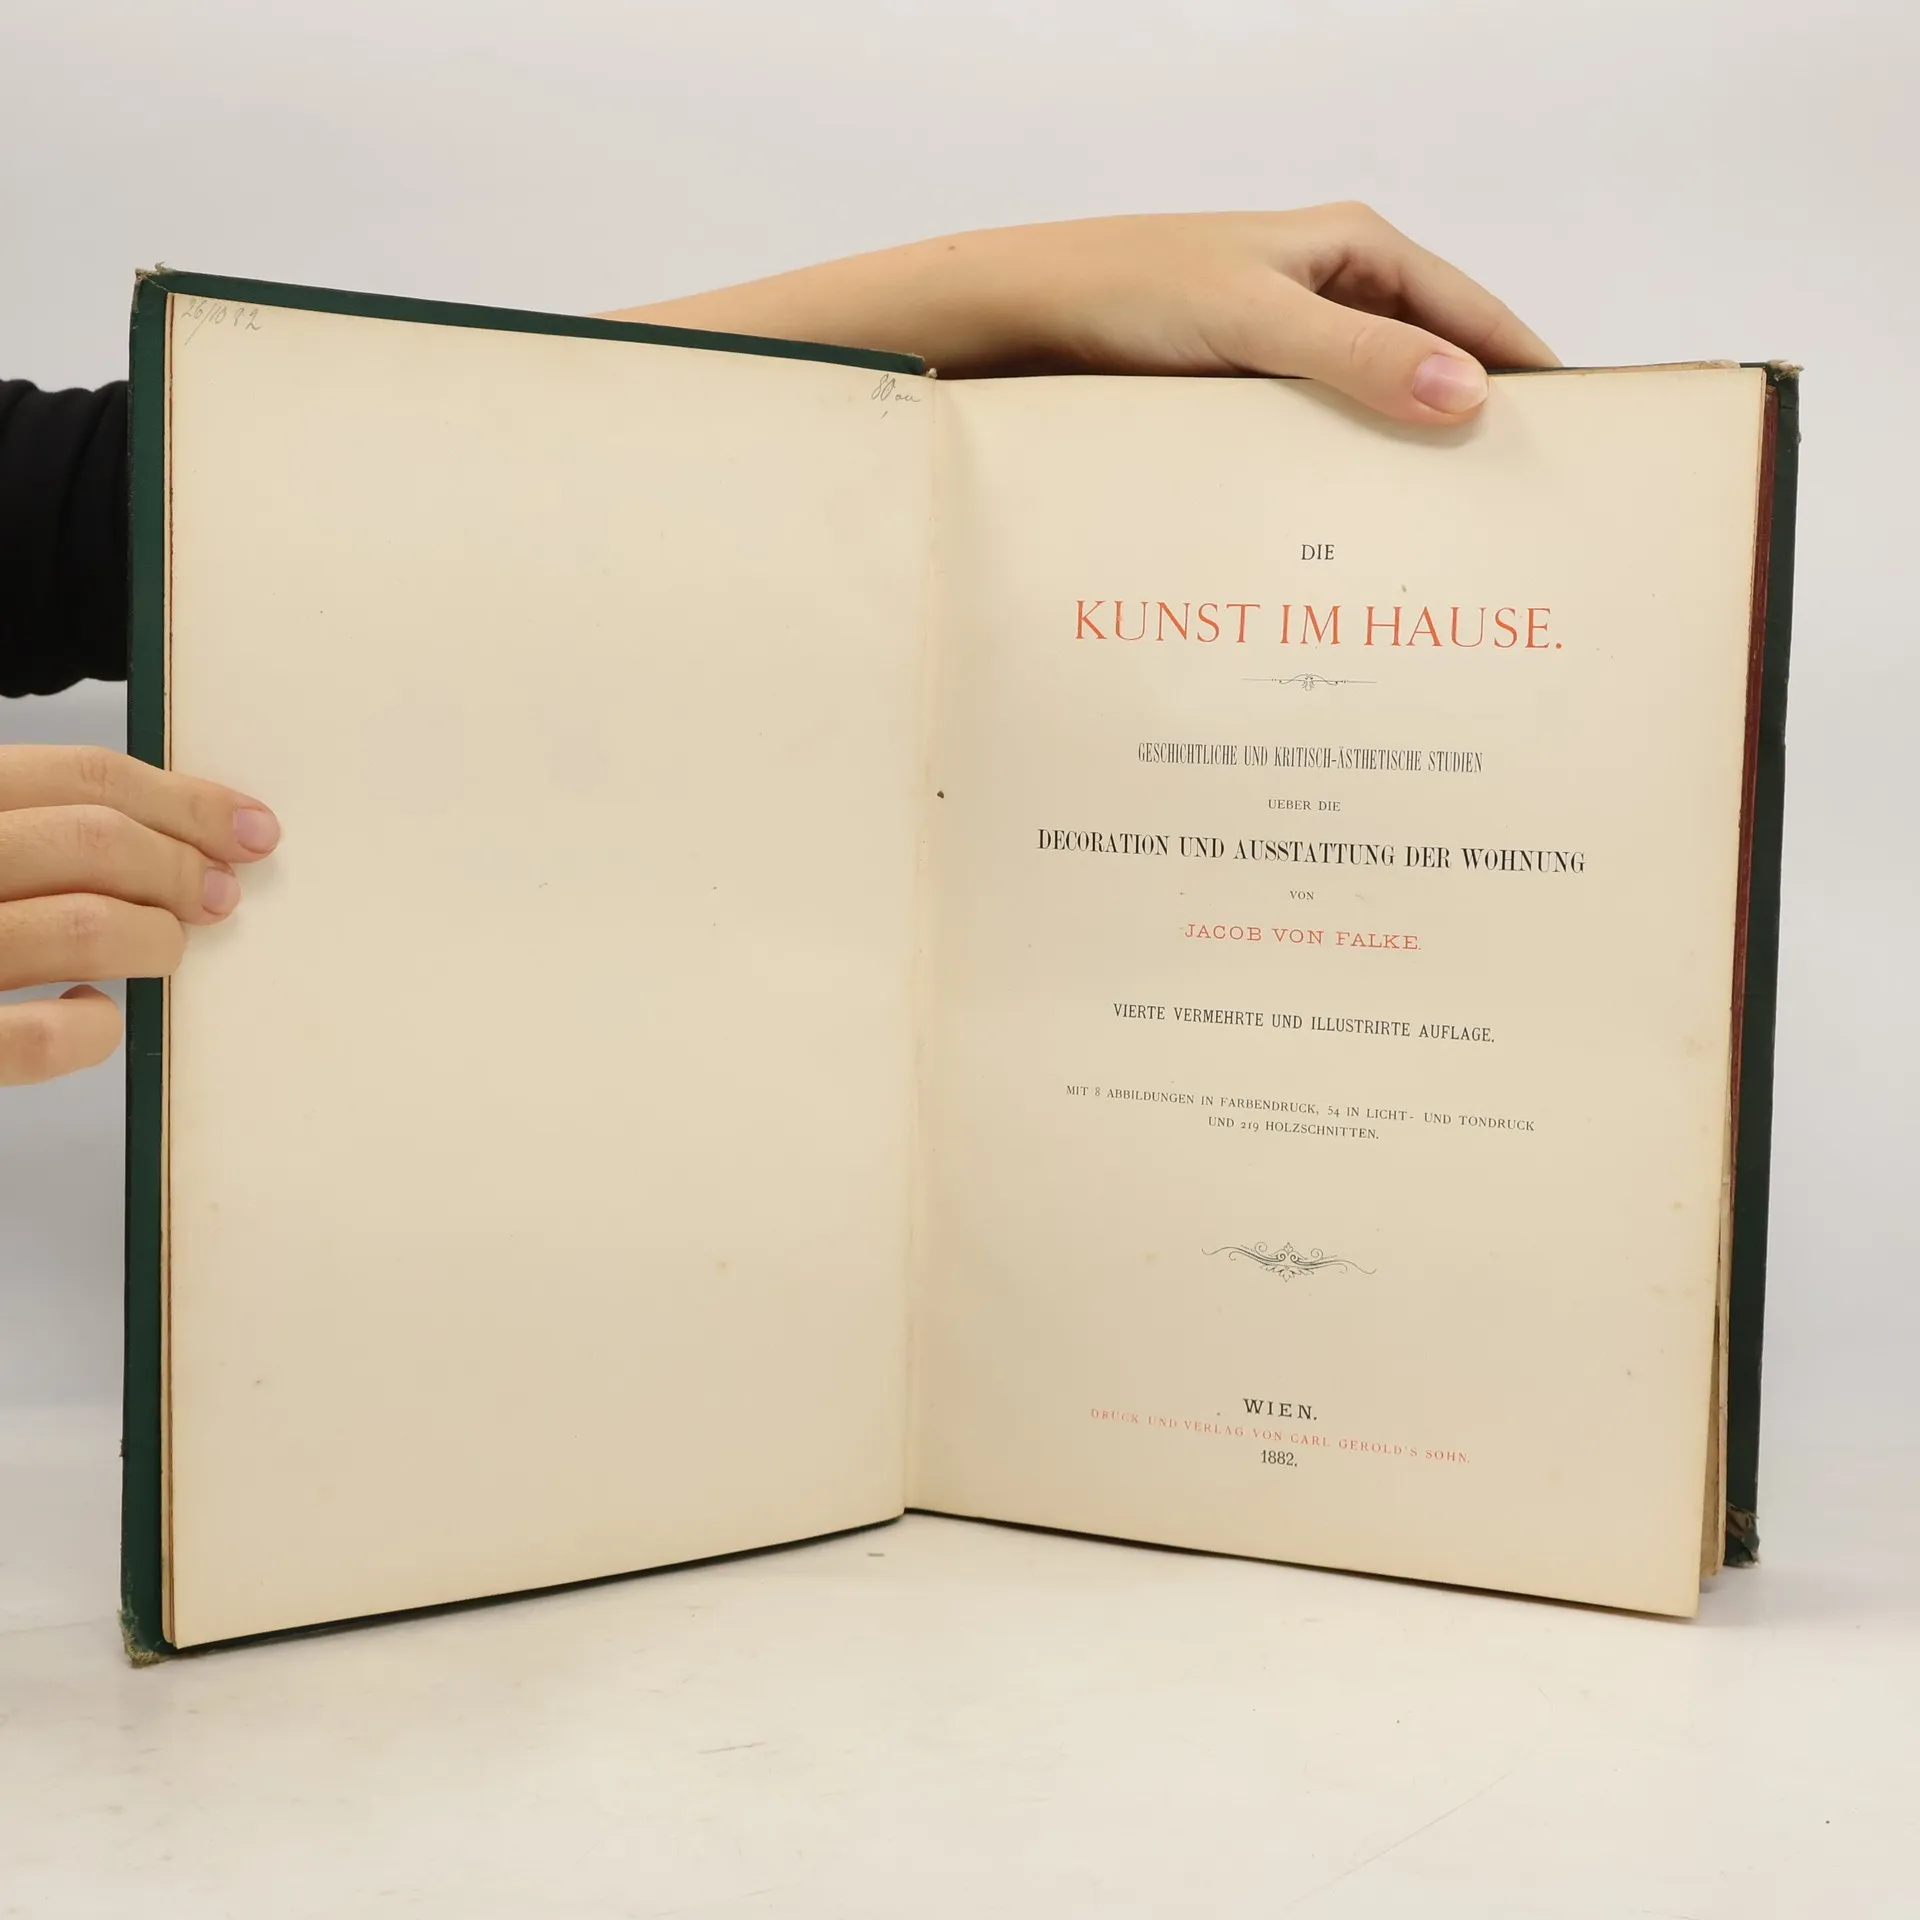 26/10 82
80
DIE
KUNST IM HAUSE.
GESCHICHTLICHE UND KRITISCH-ÄSTHETISCHE STUDIEN
UEBER DIE
DECORATION UND AUSSTATTUNG DER WOHNUNG
VON
JACOB VON FALKE.
VIERTE VERMEHRTE UND ILLUSTRIRTE AUFLAGE.
MIT 8 ABBILDUNGEN IN FARBENDRUCK, 54 IN LICHT- UND TONDRUCK
UND 219 HOLZSCHNITTEN.
WIEN.
DRUCK UND VERLAG VON CARL GEROLD'S SOHN.
1882.